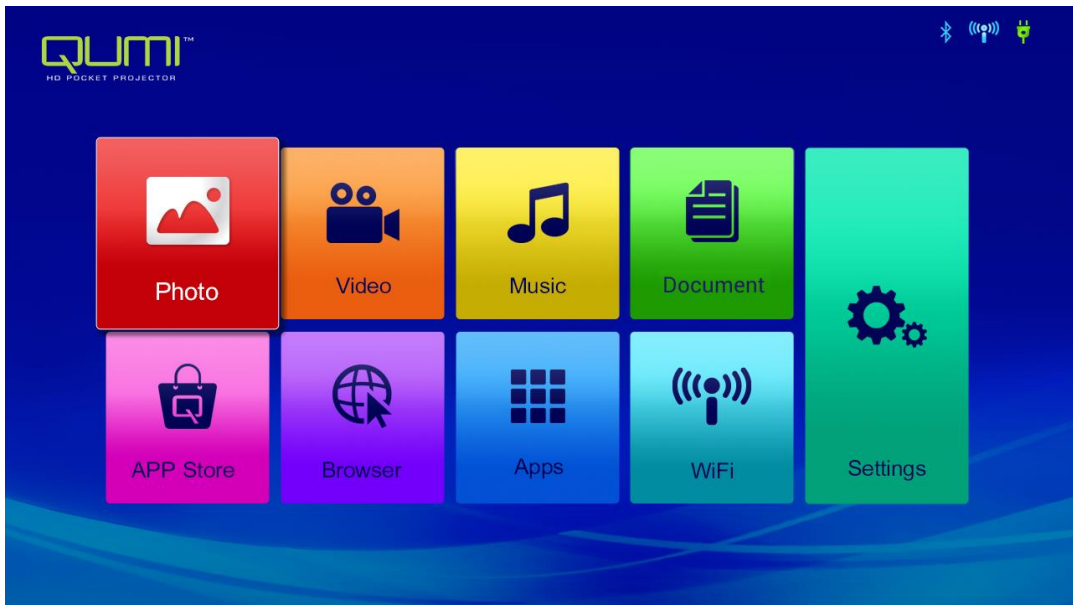 QUMI™
HD POCKET PROJECTOR
Photo
Video
Music
Document
APP Store
Browser
Apps
WiFi
Settings